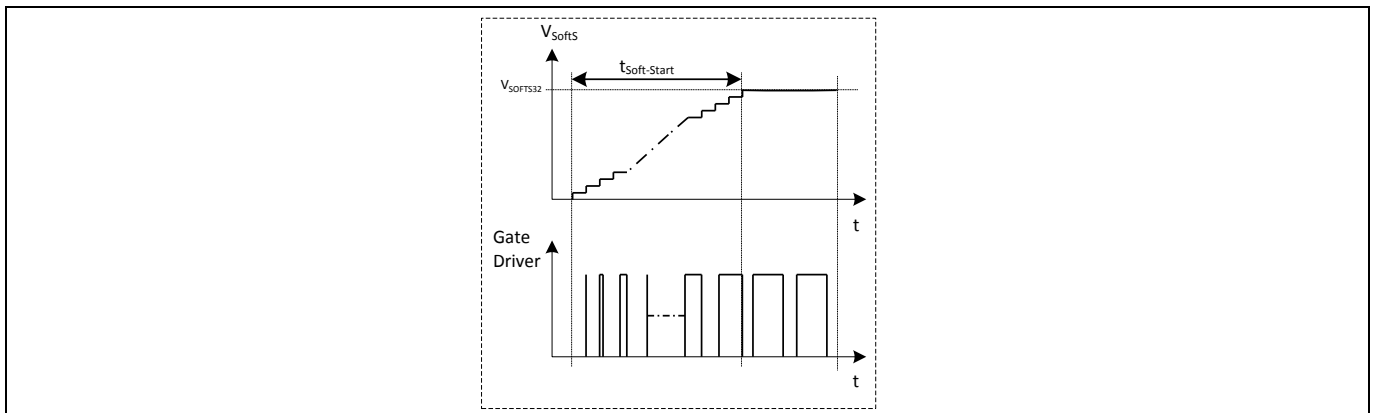 V_SoftS
t_Soft-Start
V_SOFTS32
t
Gate
Driver
t